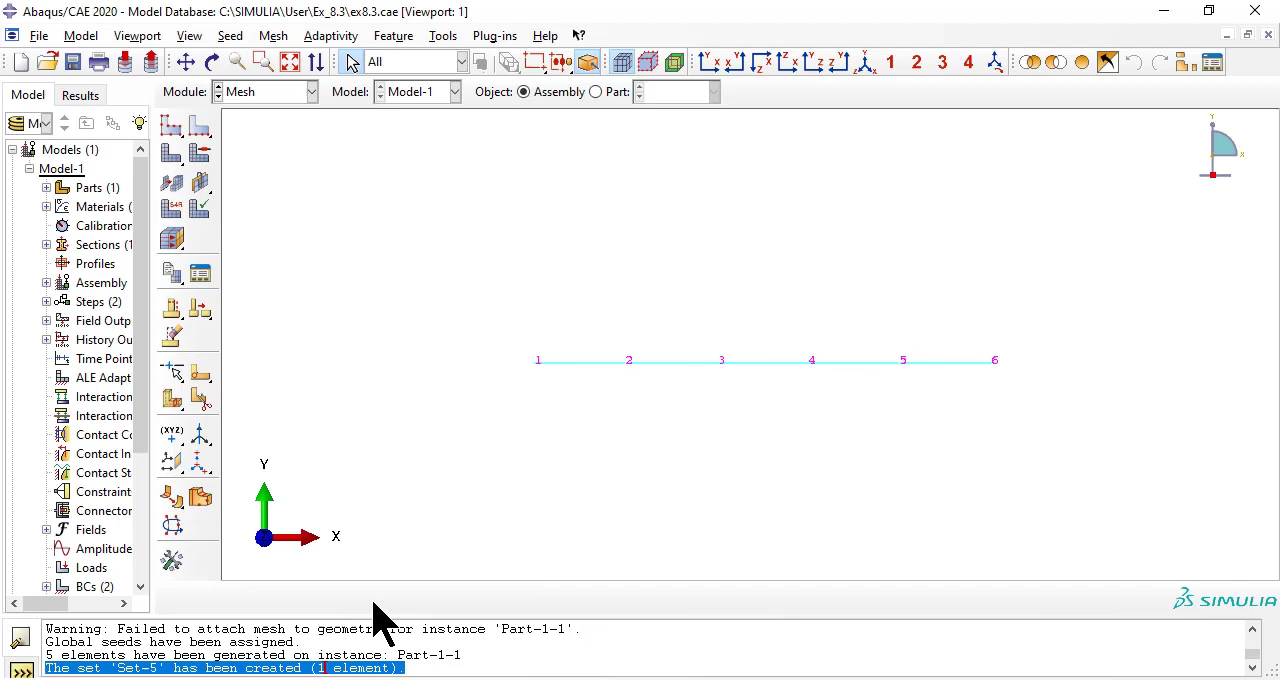 Abaqus/CAE 2020 - Model Database: C:\SIMULIA\User\Ex_8.3\ex8.3.cae [Viewport: 1]
File Model Viewport View Seed Mesh Adaptivity Feature Tools Plug-ins Help
All
1 2 3 4
Model Results
Module: Mesh Model: Model-1 Object: Assembly Part:
Models (1)
Model-1
Parts (1)
Materials (
Calibration
Sections (1
Profiles
Assembly
Steps (2)
Field Outp
History Ou
Time Point
ALE Adapt
Interaction
Interaction
Contact Co
Contact In
Contact St
Constraint
Connector
Fields
Amplitude
Loads
BCs (2)
S4R
(XYZ)
1 2 3 4 5 6
Y
X
Z
Y
X
SIMULIA
Warning: Failed to attach mesh to geometry for instance 'Part-1-1'.
Global seeds have been assigned.
5 elements have been generated on instance: Part-1-1
The set 'Set-5' has been created (1 element).